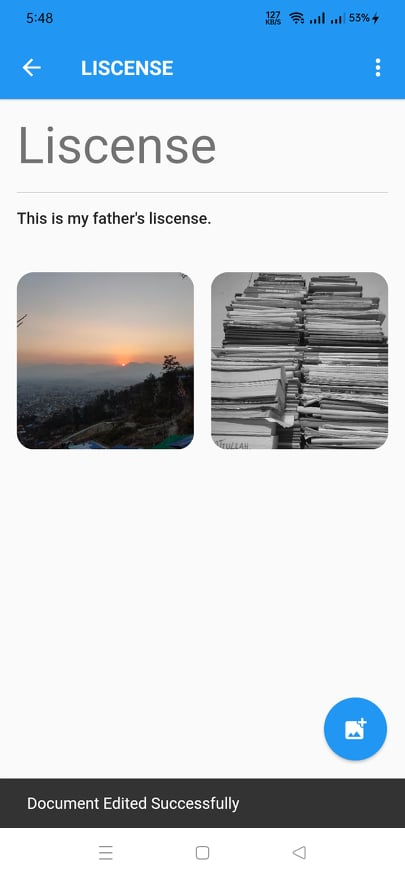 5:48
127
KB/S
53%
LISCENSE
Liscense
This is my father's liscense.
Document Edited Successfully